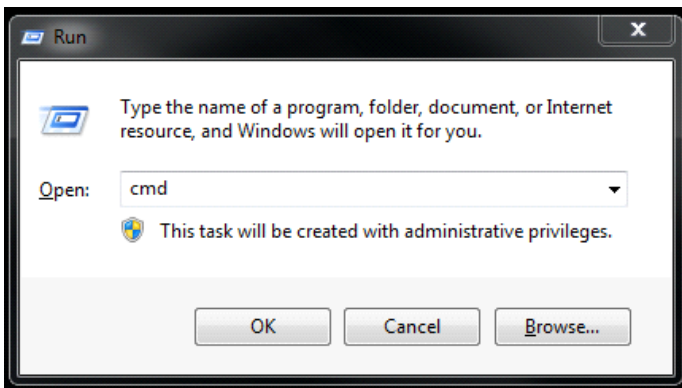 Run
Type the name of a program, folder, document, or Internet
resource, and Windows will open it for you.
Open: cmd
This task will be created with administrative privileges.
OK Cancel Browse...